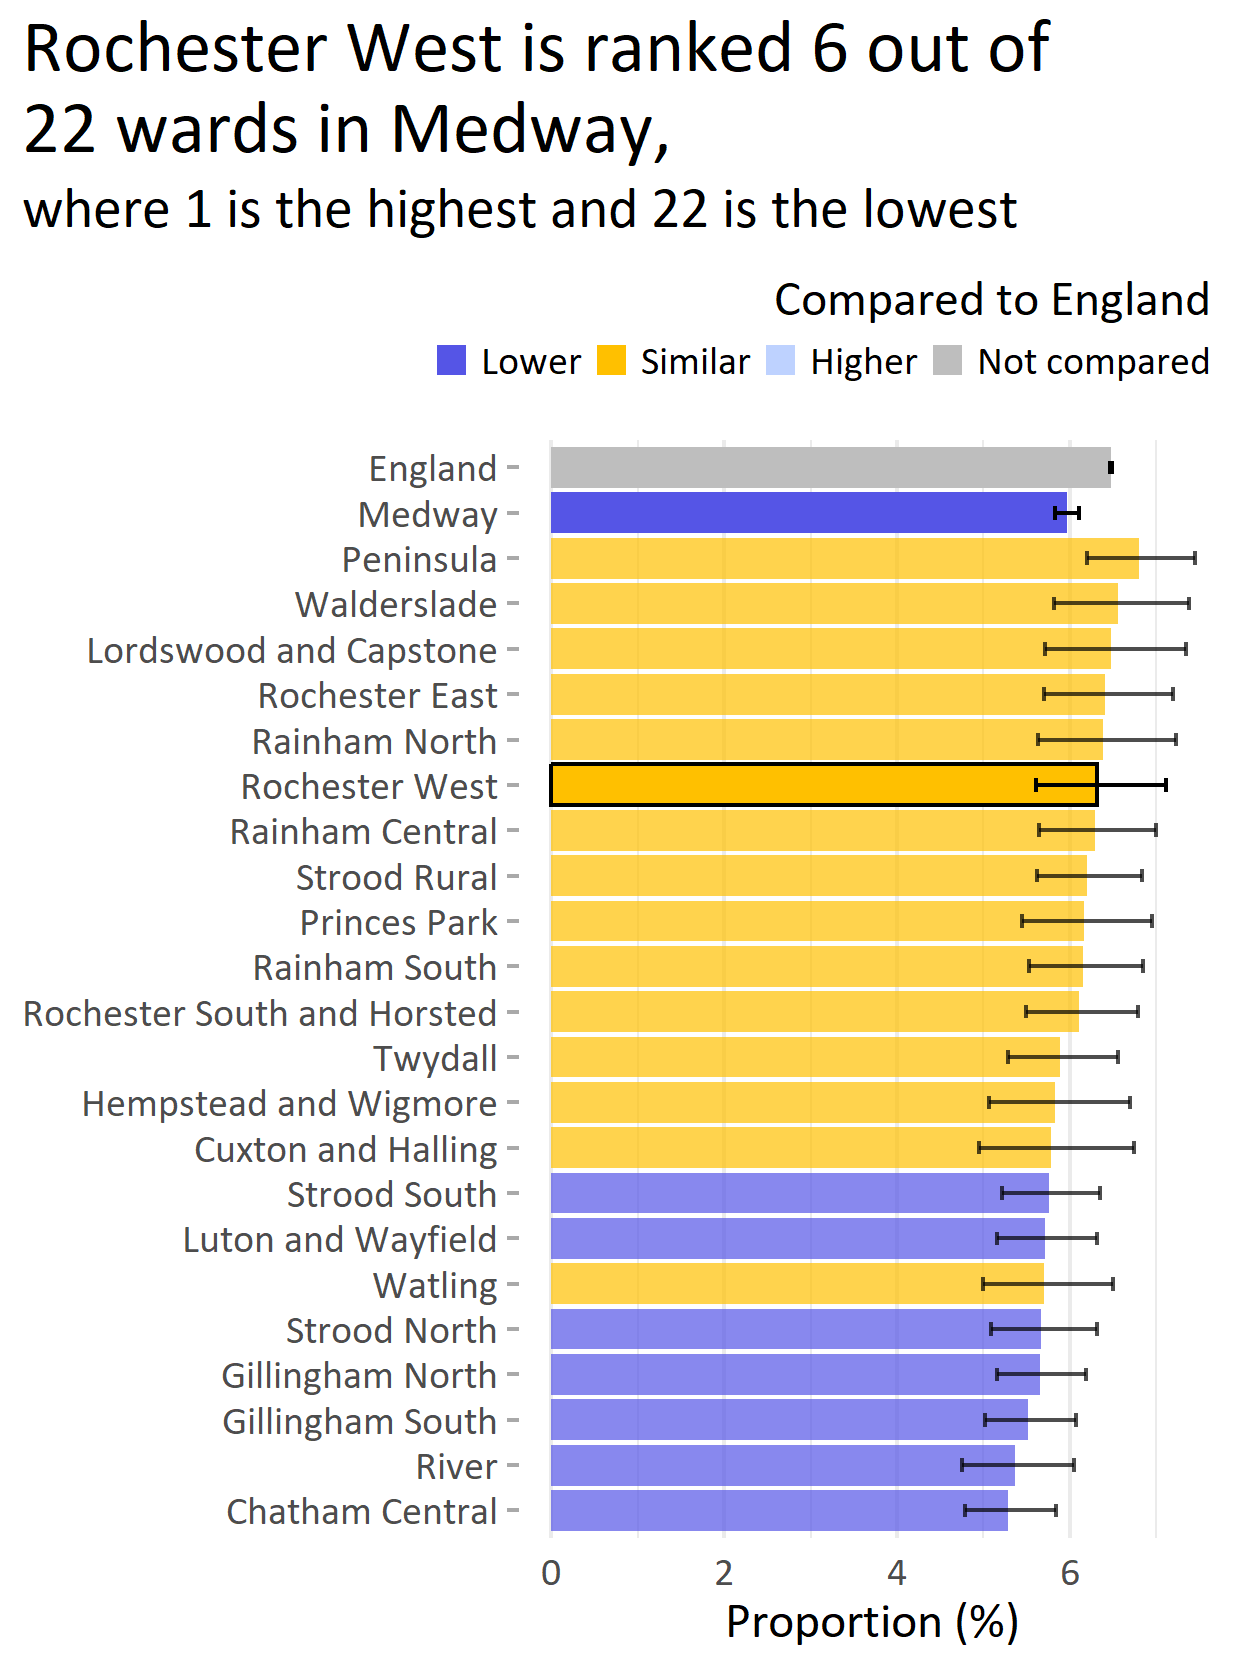 Rochester West is ranked 6 out of
22 wards in Medway,
where 1 is the highest and 22 is the lowest
Compared to England
Lower Similar Higher Not compared
England
Medway
Peninsula
Walderslade
Lordswood and Capstone
Rochester East
Rainham North
Rochester West
Rainham Central
Strood Rural
Princes Park
Rainham South
Rochester South and Horsted
Twydall
Hempstead and Wigmore
Cuxton and Halling
Strood South
Luton and Wayfield
Watling
Strood North
Gillingham North
Gillingham South
River
Chatham Central
0 2 4 6
Proportion (%)